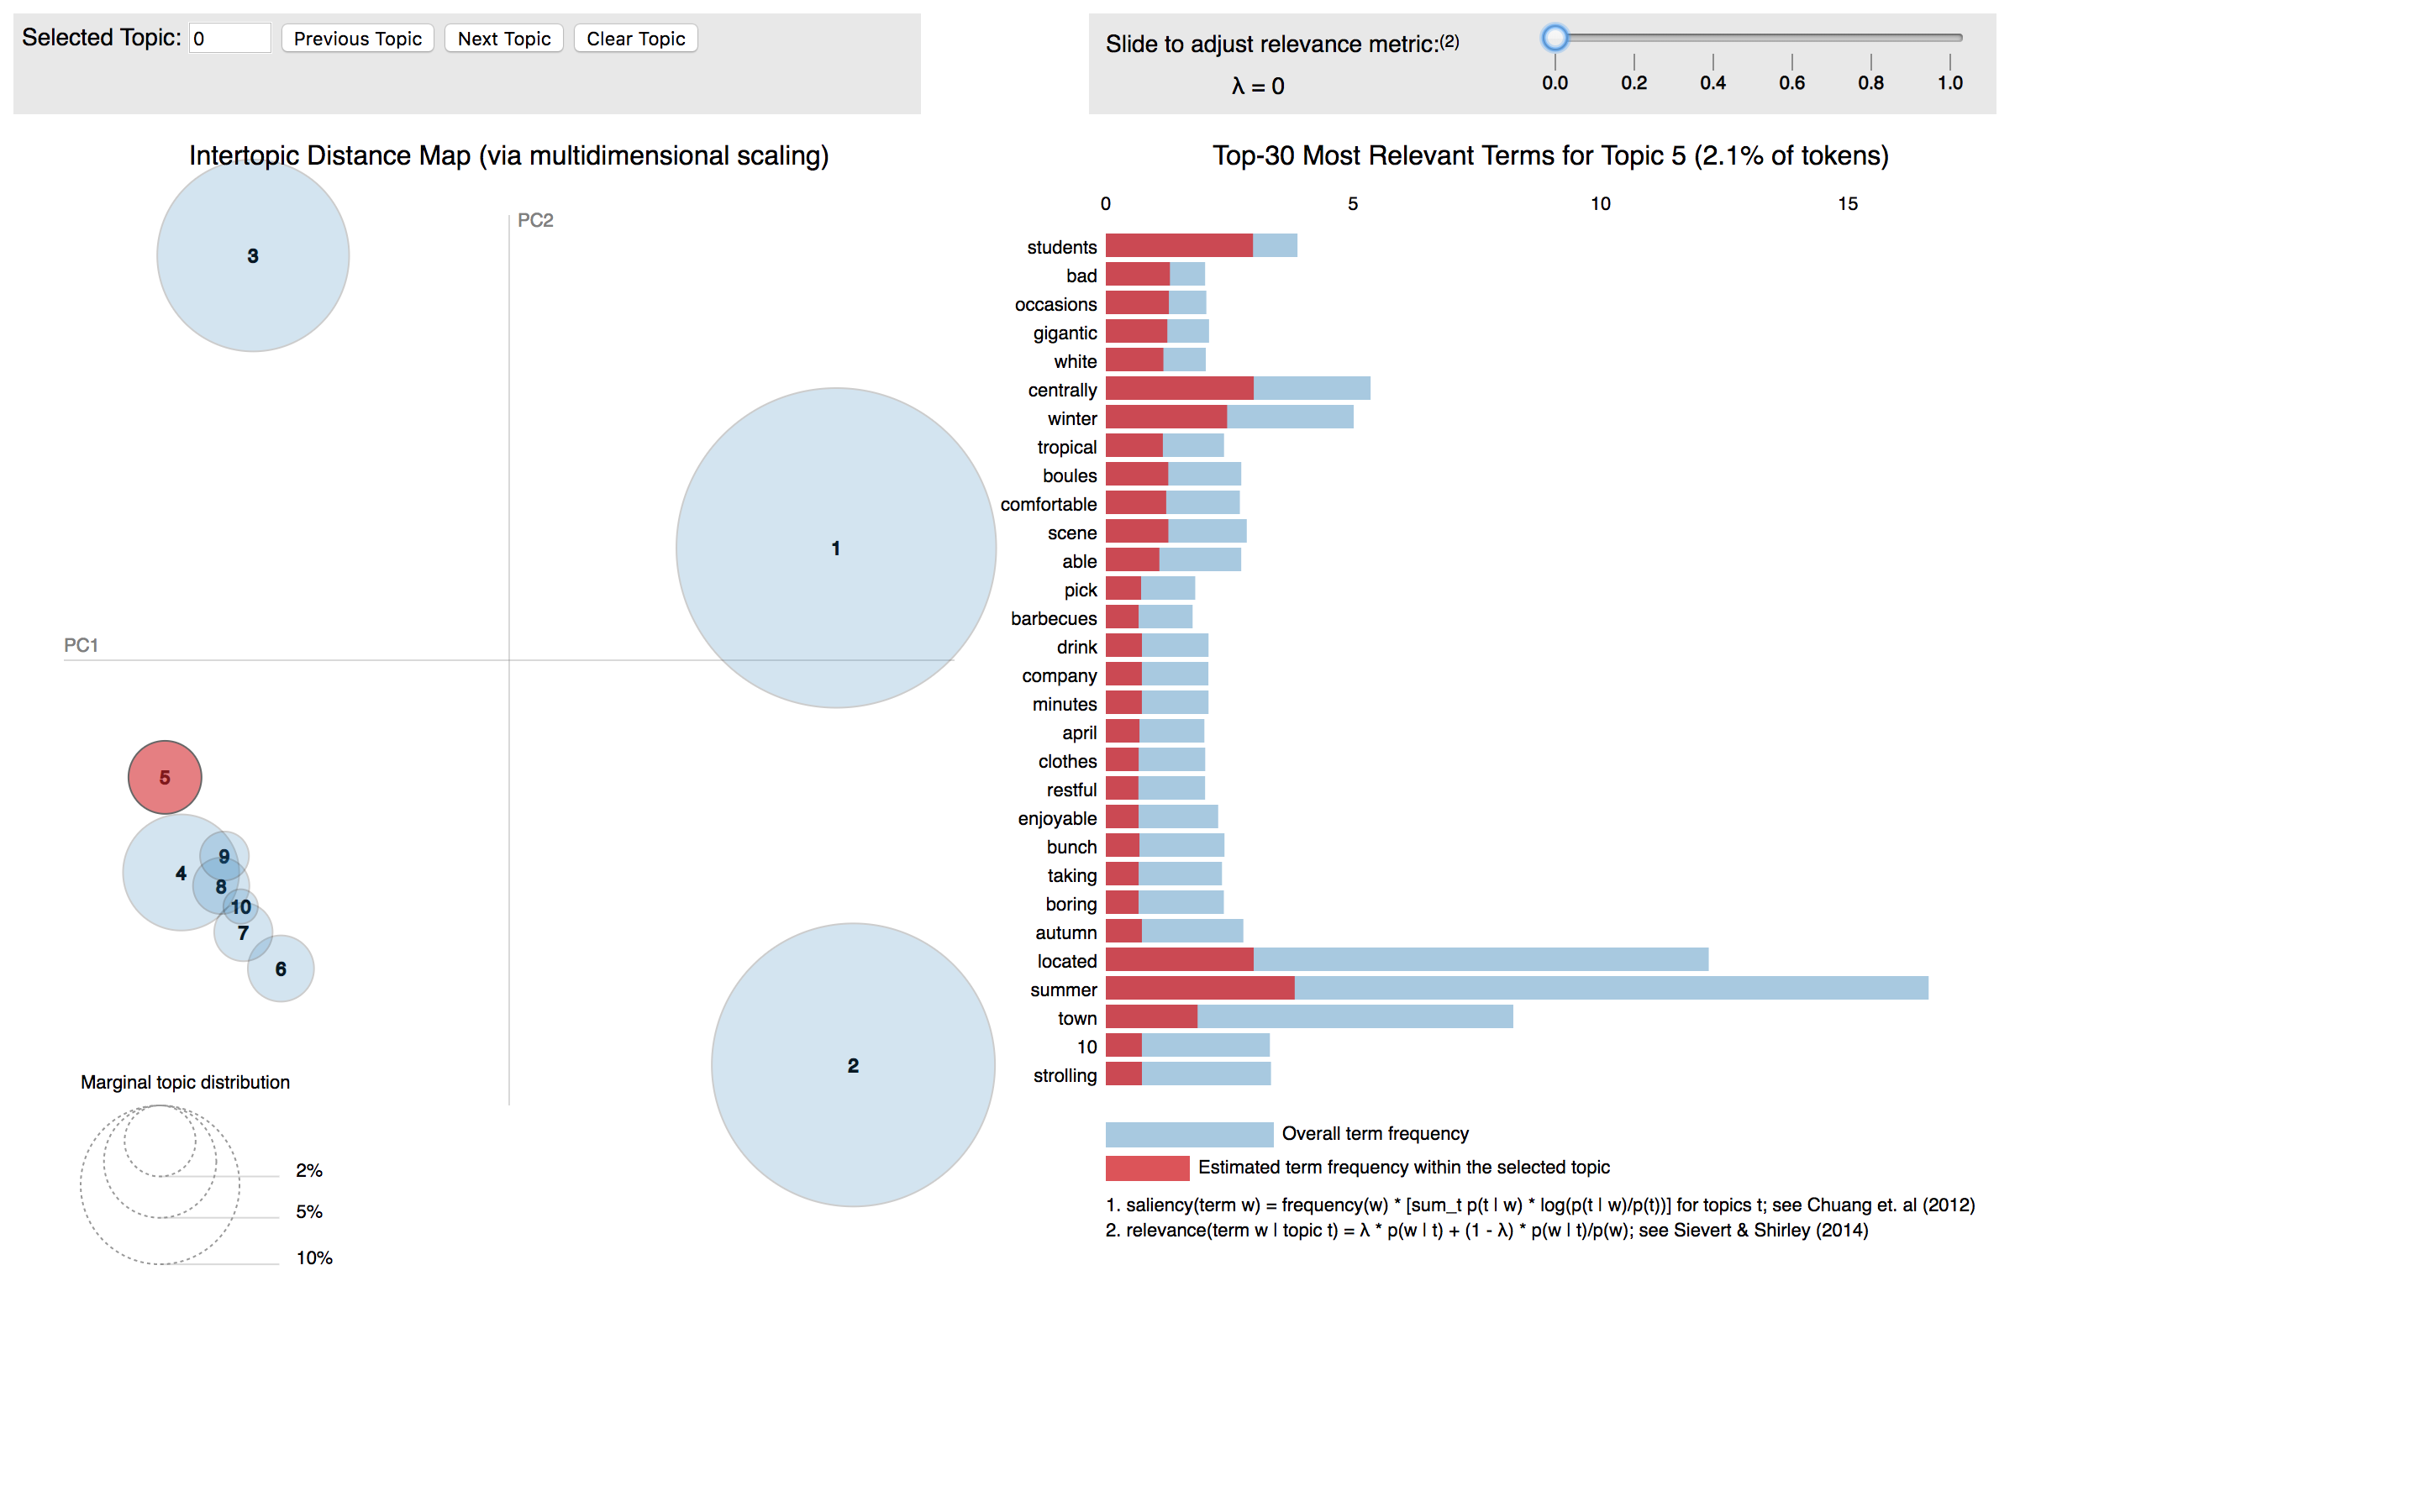 Selected Topic: 0 Previous Topic Next Topic Clear Topic
Slide to adjust relevance metric:(2)
λ = 0
0.0 0.2 0.4 0.6 0.8 1.0
Intertopic Distance Map (via multidimensional scaling)
PC2
PC1
3
1
5
9
4
8
10
7
6
2
Marginal topic distribution
2%
5%
10%
Top-30 Most Relevant Terms for Topic 5 (2.1% of tokens)
0 5 10 15
students
bad
occasions
gigantic
white
centrally
winter
tropical
boules
comfortable
scene
able
pick
barbecues
drink
company
minutes
april
clothes
restful
enjoyable
bunch
taking
boring
autumn
located
summer
town
10
strolling
Overall term frequency
Estimated term frequency within the selected topic
1. saliency(term w) = frequency(w) * [sum_t p(t | w) * log(p(t | w)/p(t))] for topics t; see Chuang et. al (2012)
2. relevance(term w | topic t) = λ * p(w | t) + (1 - λ) * p(w | t)/p(w); see Sievert & Shirley (2014)